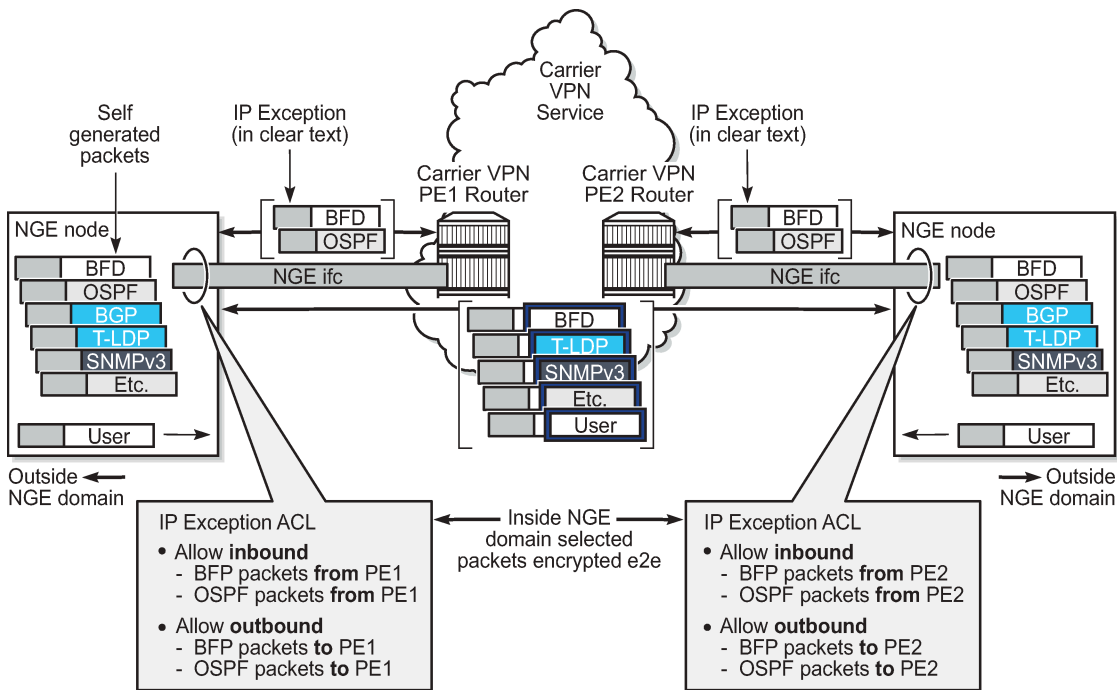 Carrier
VPN
Service
Self
generated
packets
IP Exception
(in clear text)
IP Exception
(in clear text)
Carrier VPN
PE1 Router
Carrier VPN
PE2 Router
NGE node
BFD
OSPF
BGP
T-LDP
SNMPv3
Etc.
User
BFD
OSPF
NGE ifc
BFD
T-LDP
SNMPv3
Etc.
User
BFD
OSPF
NGE ifc
NGE node
BFD
OSPF
BGP
T-LDP
SNMPv3
Etc.
User
Outside
NGE domain
Outside
NGE domain
Inside NGE
domain selected
packets encrypted e2e
IP Exception ACL
• Allow inbound
- BFP packets from PE1
- OSPF packets from PE1
• Allow outbound
- BFP packets to PE1
- OSPF packets to PE1
IP Exception ACL
• Allow inbound
- BFP packets from PE2
- OSPF packets from PE2
• Allow outbound
- BFP packets to PE2
- OSPF packets to PE2